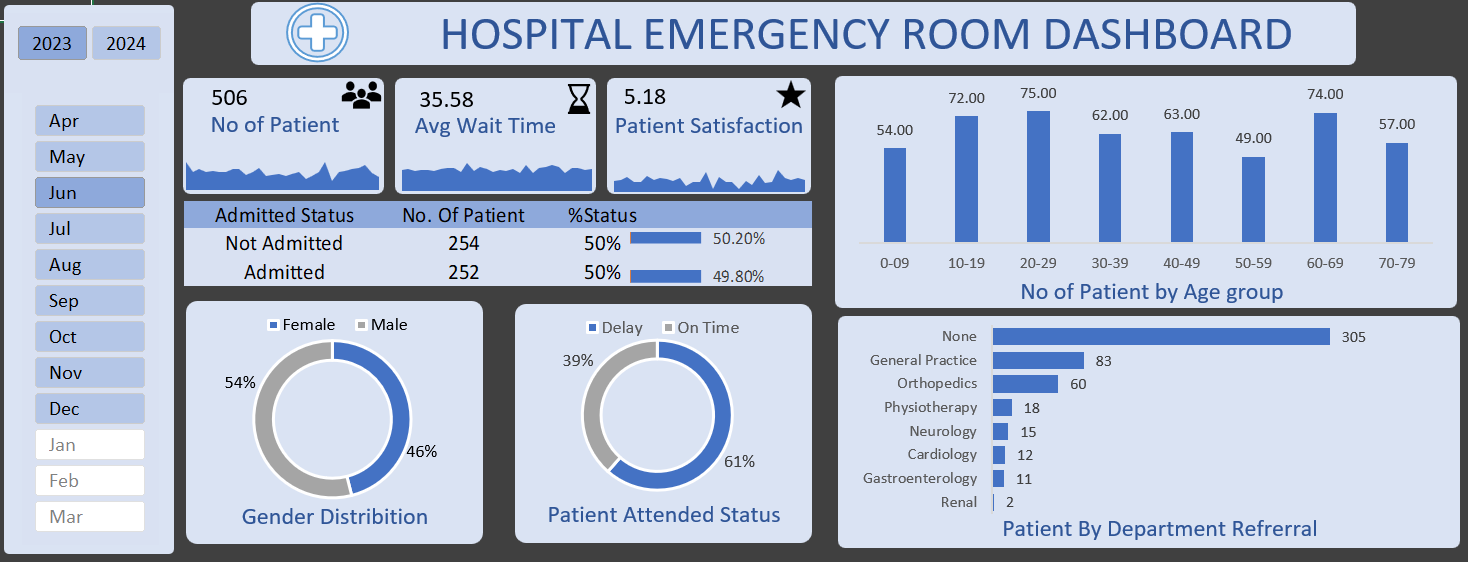 HOSPITAL EMERGENCY ROOM DASHBOARD
2023 2024
Apr
May
Jun
Jul
Aug
Sep
Oct
Nov
Dec
Jan
Feb
Mar
506
No of Patient
35.58
Avg Wait Time
5.18
Patient Satisfaction
Admitted Status No. Of Patient %Status
Not Admitted 254 50% 50.20%
Admitted 252 50% 49.80%
Female Male
54%
46%
Gender Distribition
Delay On Time
39%
61%
Patient Attended Status
54.00 72.00 75.00 62.00 63.00 49.00 74.00 57.00
0-09 10-19 20-29 30-39 40-49 50-59 60-69 70-79
No of Patient by Age group
None 305
General Practice 83
Orthopedics 60
Physiotherapy 18
Neurology 15
Cardiology 12
Gastroenterology 11
Renal 2
Patient By Department Refrerral